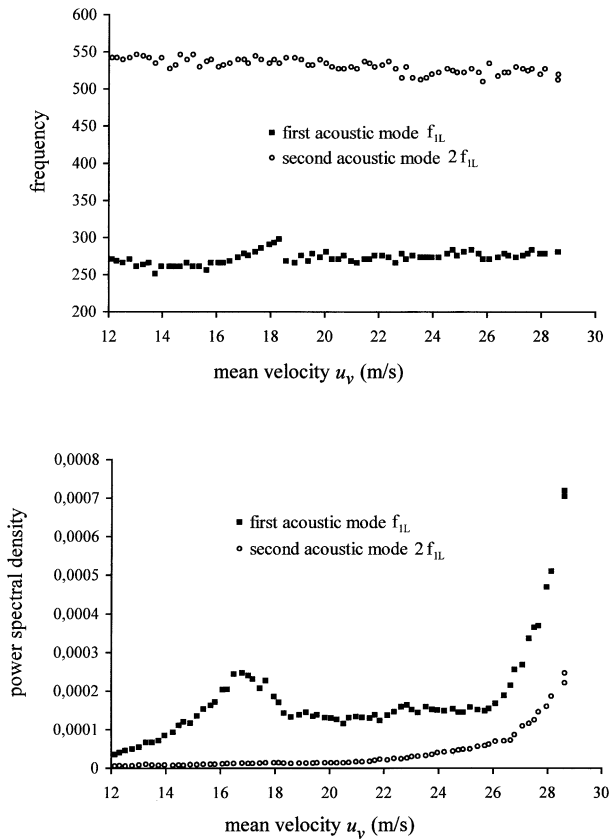 600
550
500
450
400
350
300
250
200
frequency
■ first acoustic mode f1L
○ second acoustic mode 2 f1L
12 14 16 18 20 22 24 26 28 30
mean velocity uv (m/s)
0,0008
0,0007
0,0006
0,0005
0,0004
0,0003
0,0002
0,0001
0
power spectral density
■ first acoustic mode f1L
○ second acoustic mode 2 f1L
12 14 16 18 20 22 24 26 28 30
mean velocity uv (m/s)